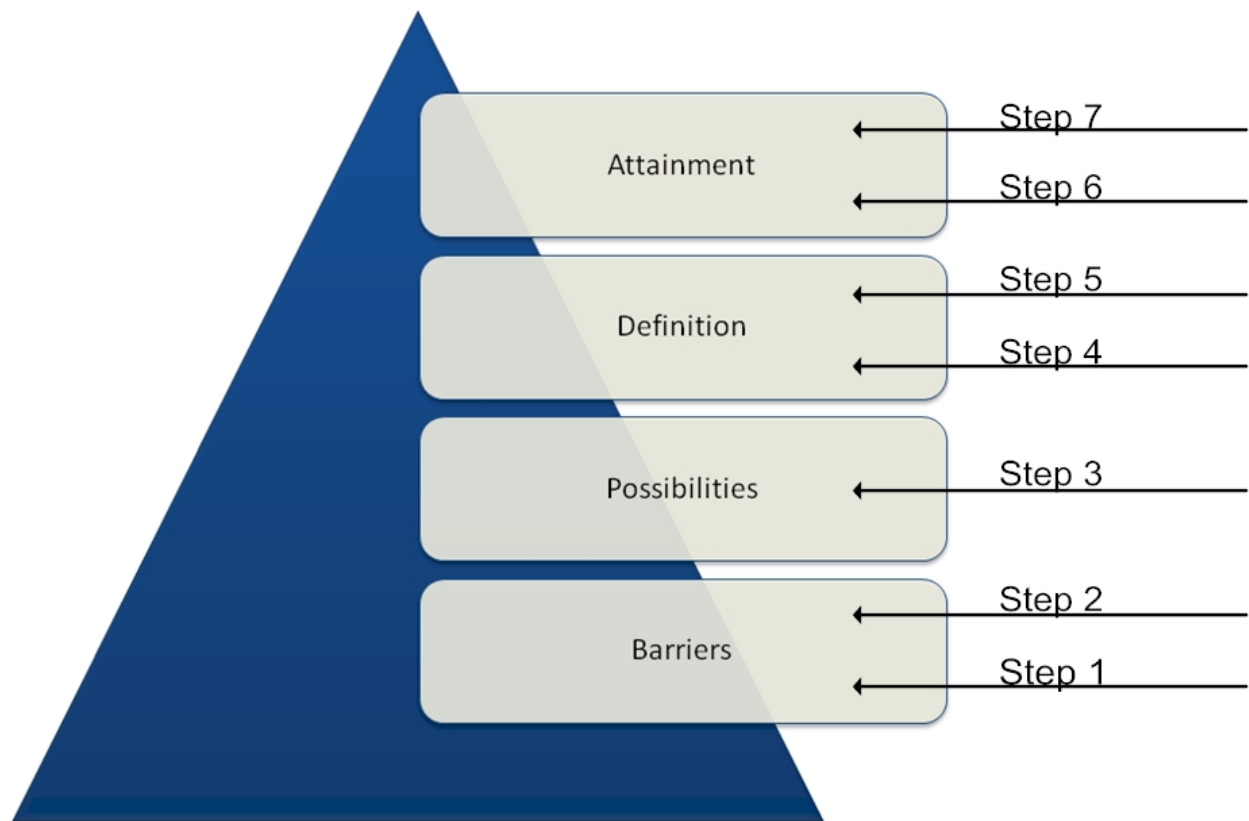 Step 7
Attainment
Step 6
Step 5
Definition
Step 4
Step 3
Possibilities
Step 2
Barriers
Step 1